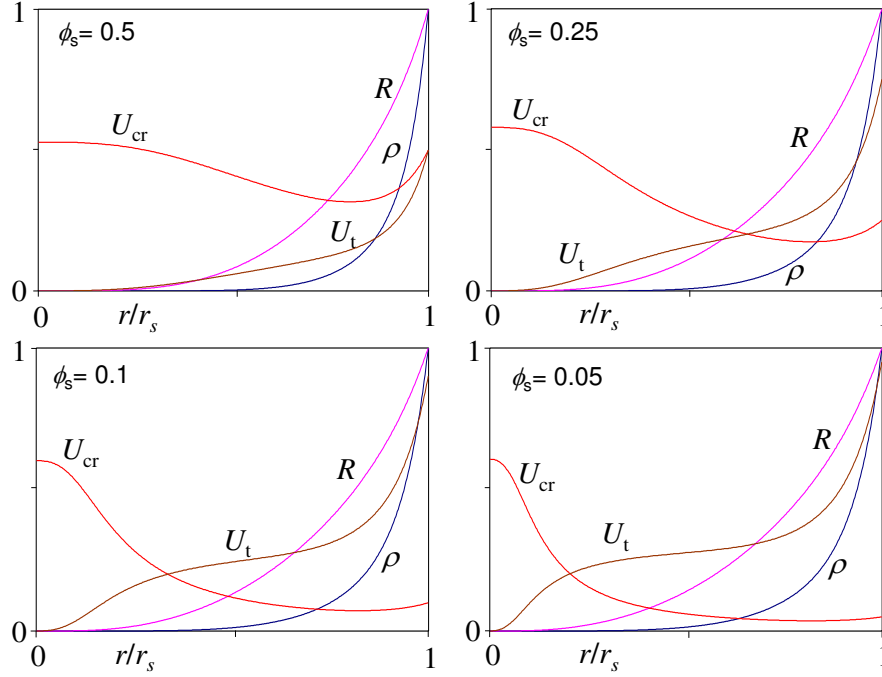 1
ϕs= 0.5
R
Ucr
ρ
Ut
0
0
r/rs
1
ϕs= 0.25
Ucr
R
Ut
ρ
0
0
r/rs
1
1
ϕs= 0.1
Ucr
R
Ut
ρ
0
0
r/rs
1
ϕs= 0.05
R
Ucr
Ut
ρ
0
0
r/rs
1